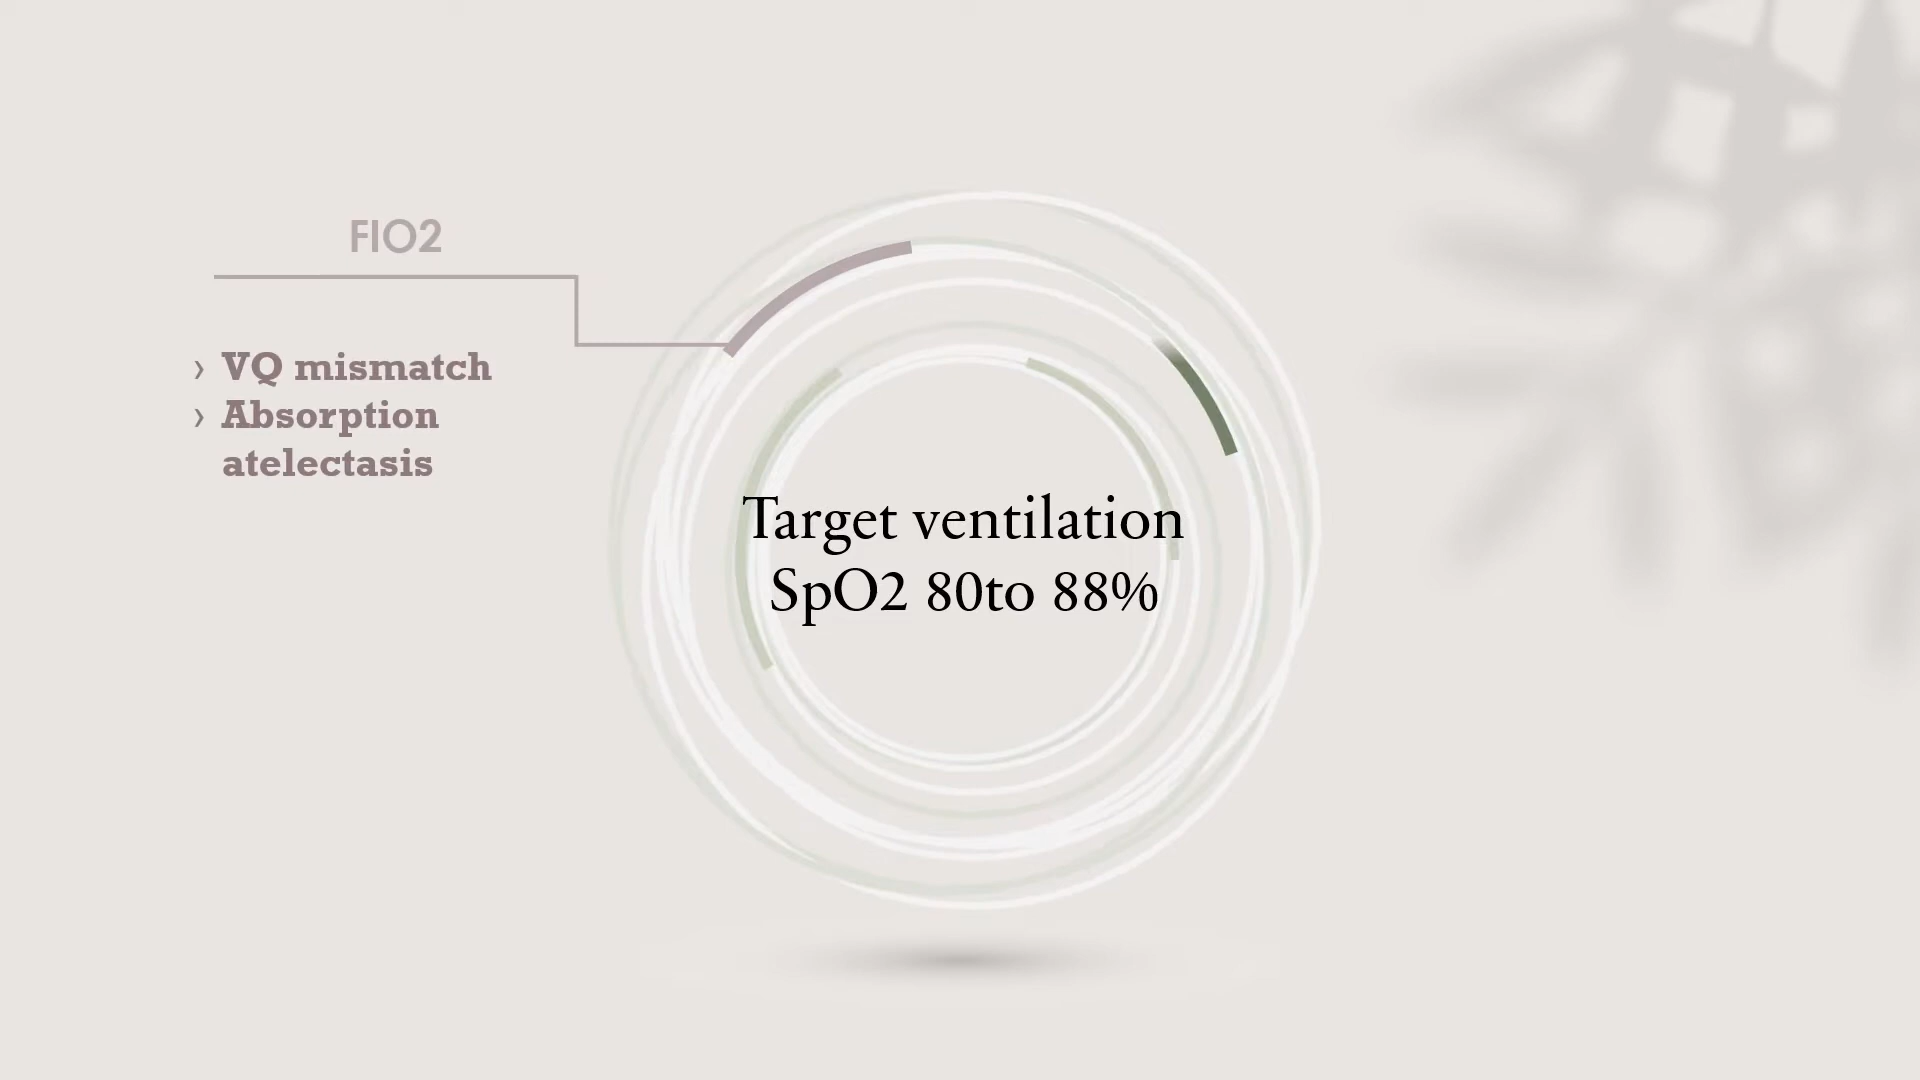 FIO2
› VQ mismatch
› Absorption
atelectasis
Target ventilation
SpO2 80to 88%